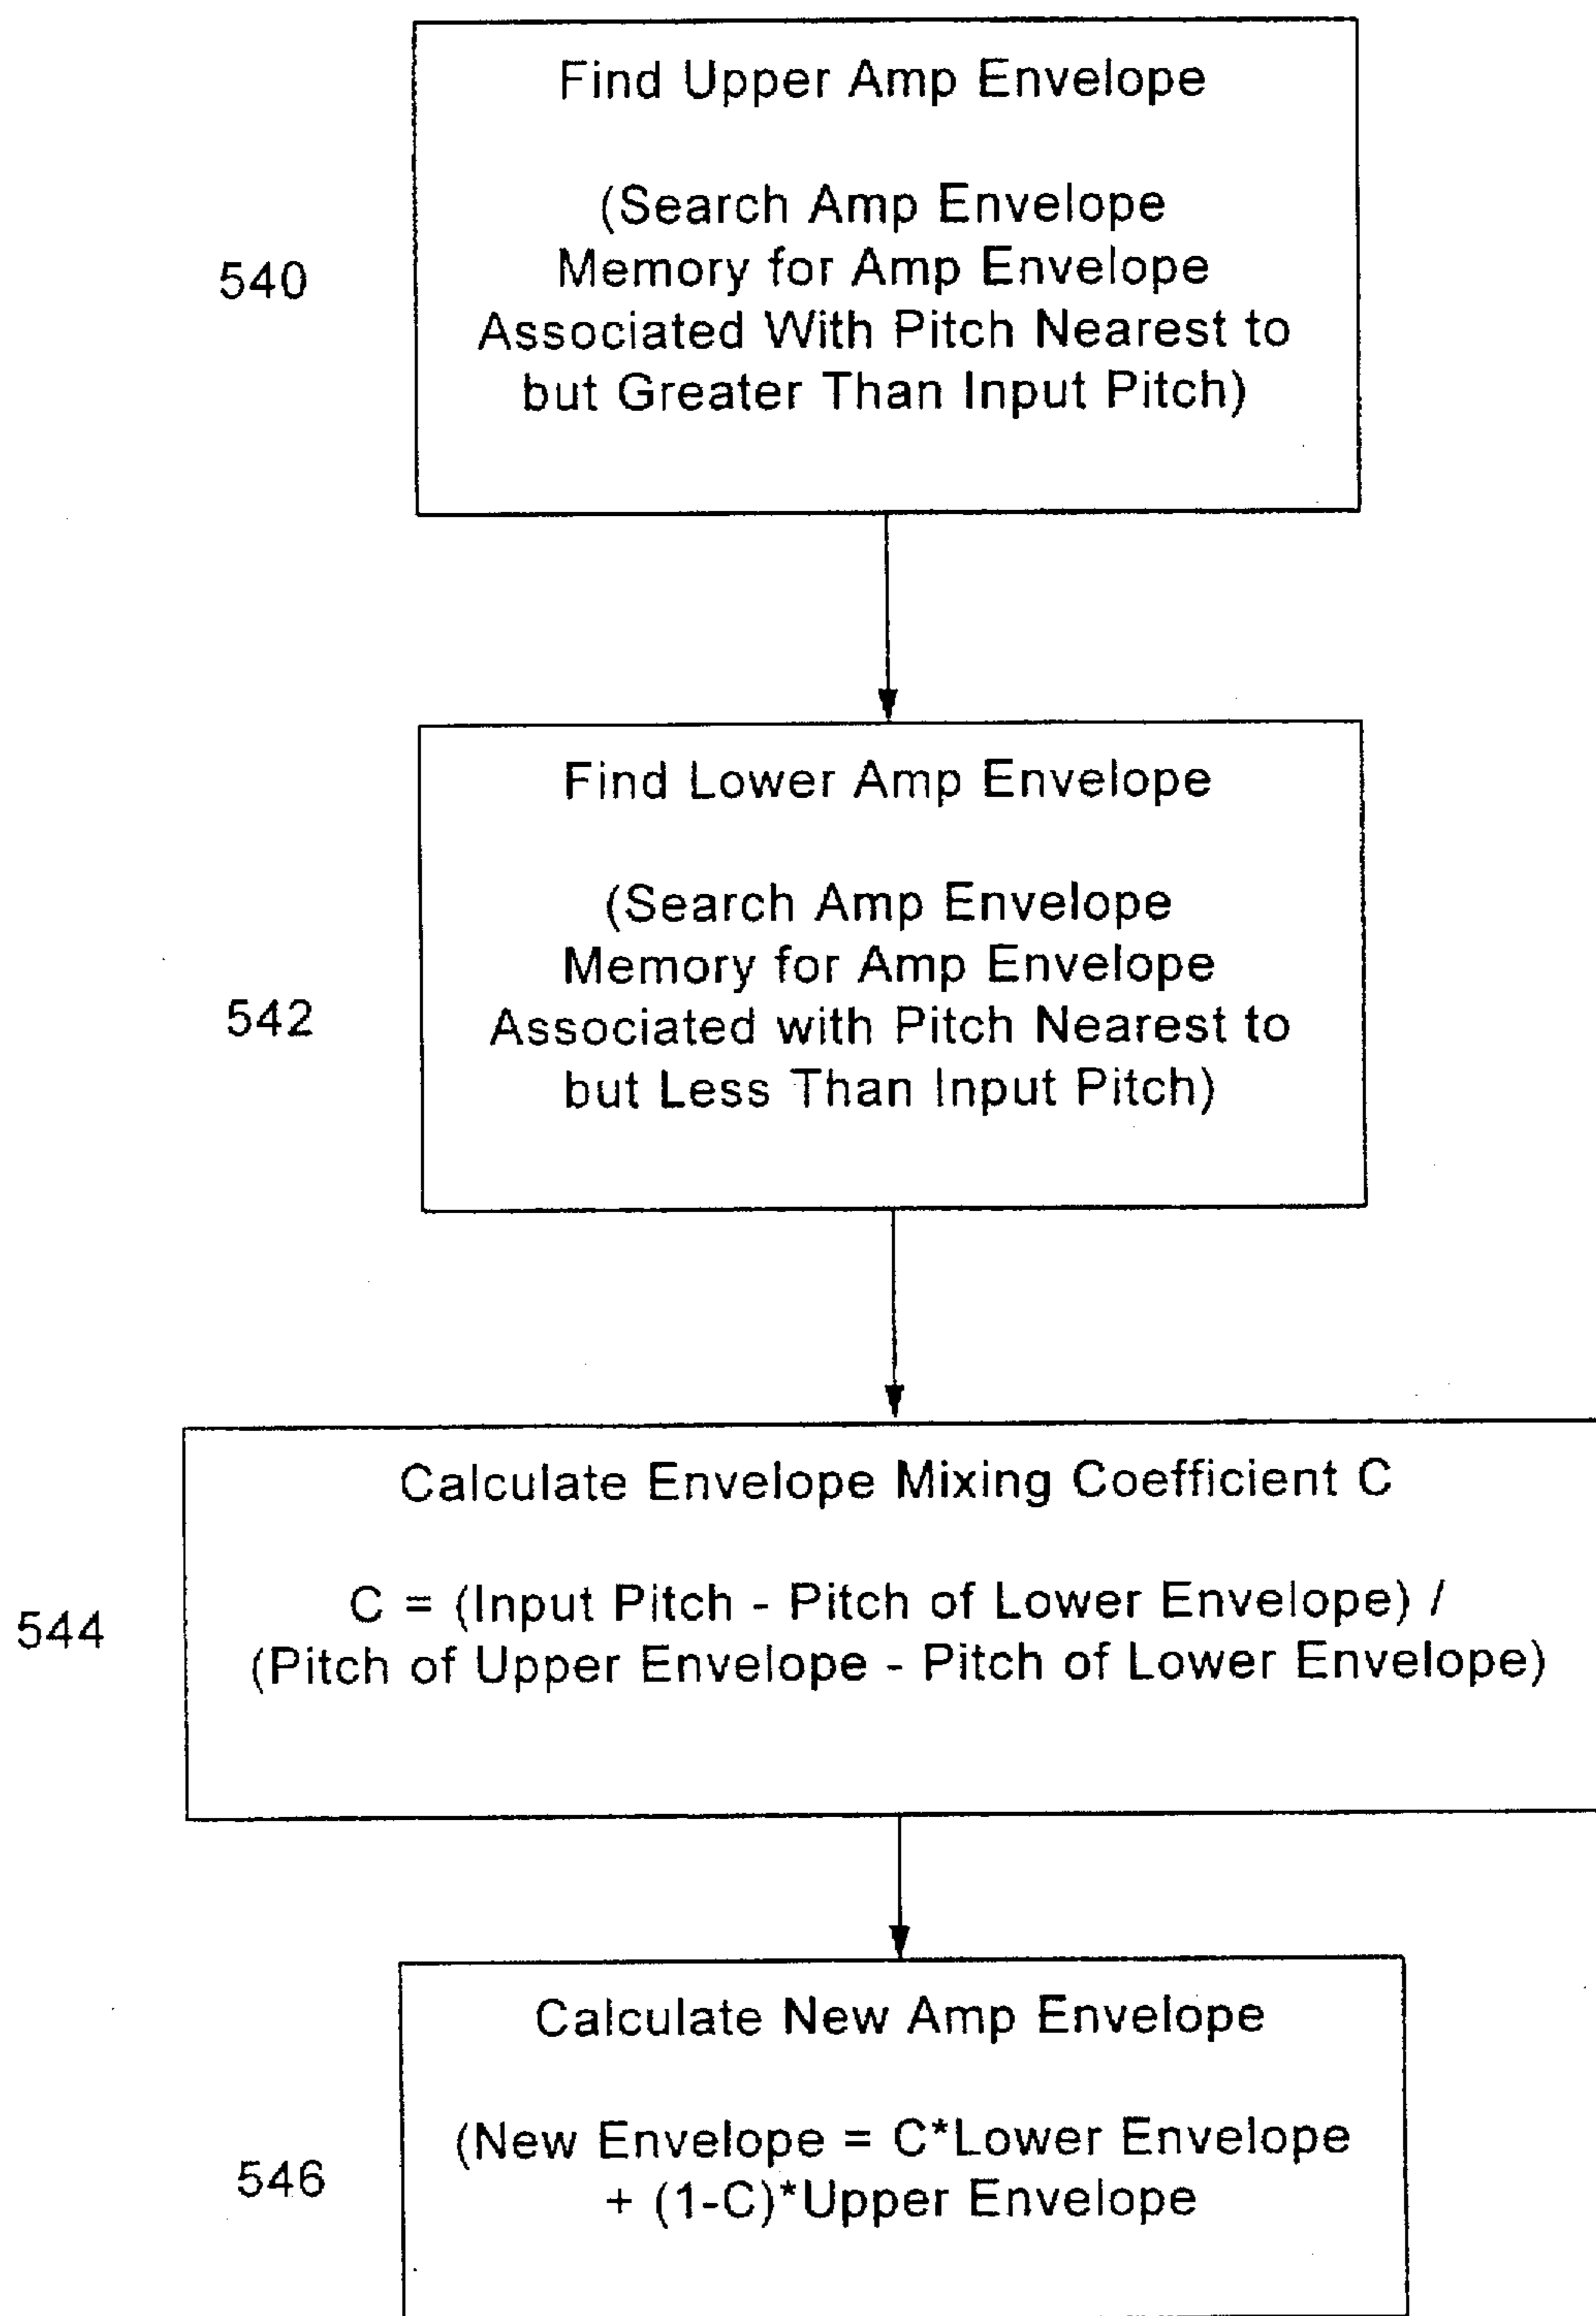 Find Upper Amp Envelope
(Search Amp Envelope
Memory for Amp Envelope
Associated With Pitch Nearest to
but Greater Than Input Pitch)
540
Find Lower Amp Envelope
(Search Amp Envelope
Memory for Amp Envelope
Associated with Pitch Nearest to
but Less Than Input Pitch)
542
Calculate Envelope Mixing Coefficient C
C = (Input Pitch - Pitch of Lower Envelope) /
(Pitch of Upper Envelope - Pitch of Lower Envelope)
544
Calculate New Amp Envelope
(New Envelope = C*Lower Envelope
+ (1-C)*Upper Envelope
546